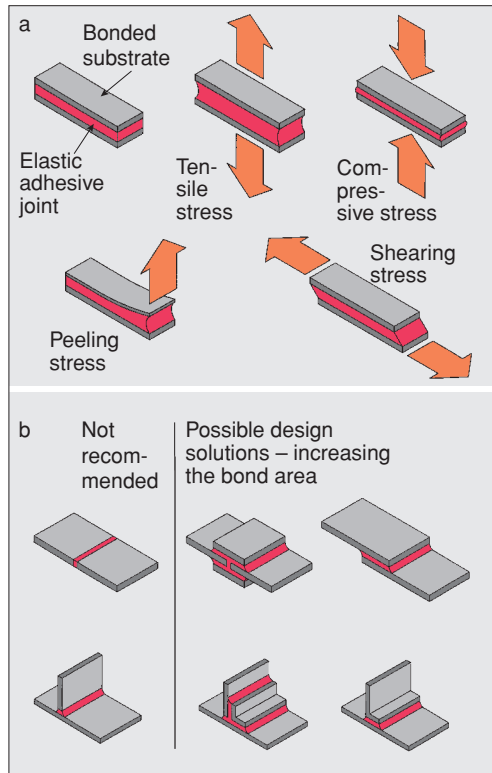 a
Bonded
substrate
Elastic
adhesive
joint
Ten-
sile
stress
Com-
pres-
sive stress
Peeling
stress
Shearing
stress
b
Not
recom-
mended
Possible design
solutions – increasing
the bond area